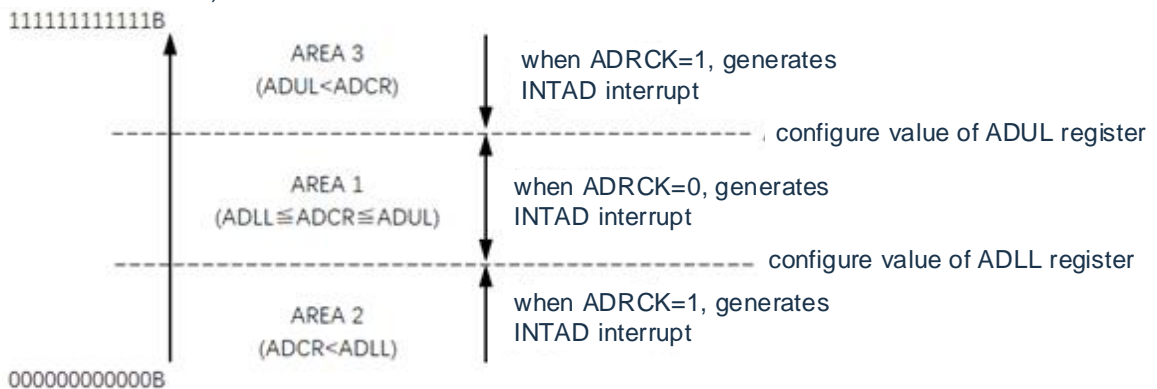 111111111111B
AREA 3
(ADUL<ADCR)
when ADRCK=1, generates
INTAD interrupt
configure value of ADUL register
AREA 1
(ADLL≦ADCR≦ADUL)
when ADRCK=0, generates
INTAD interrupt
configure value of ADLL register
AREA 2
(ADCR<ADLL)
when ADRCK=1, generates
INTAD interrupt
000000000000B